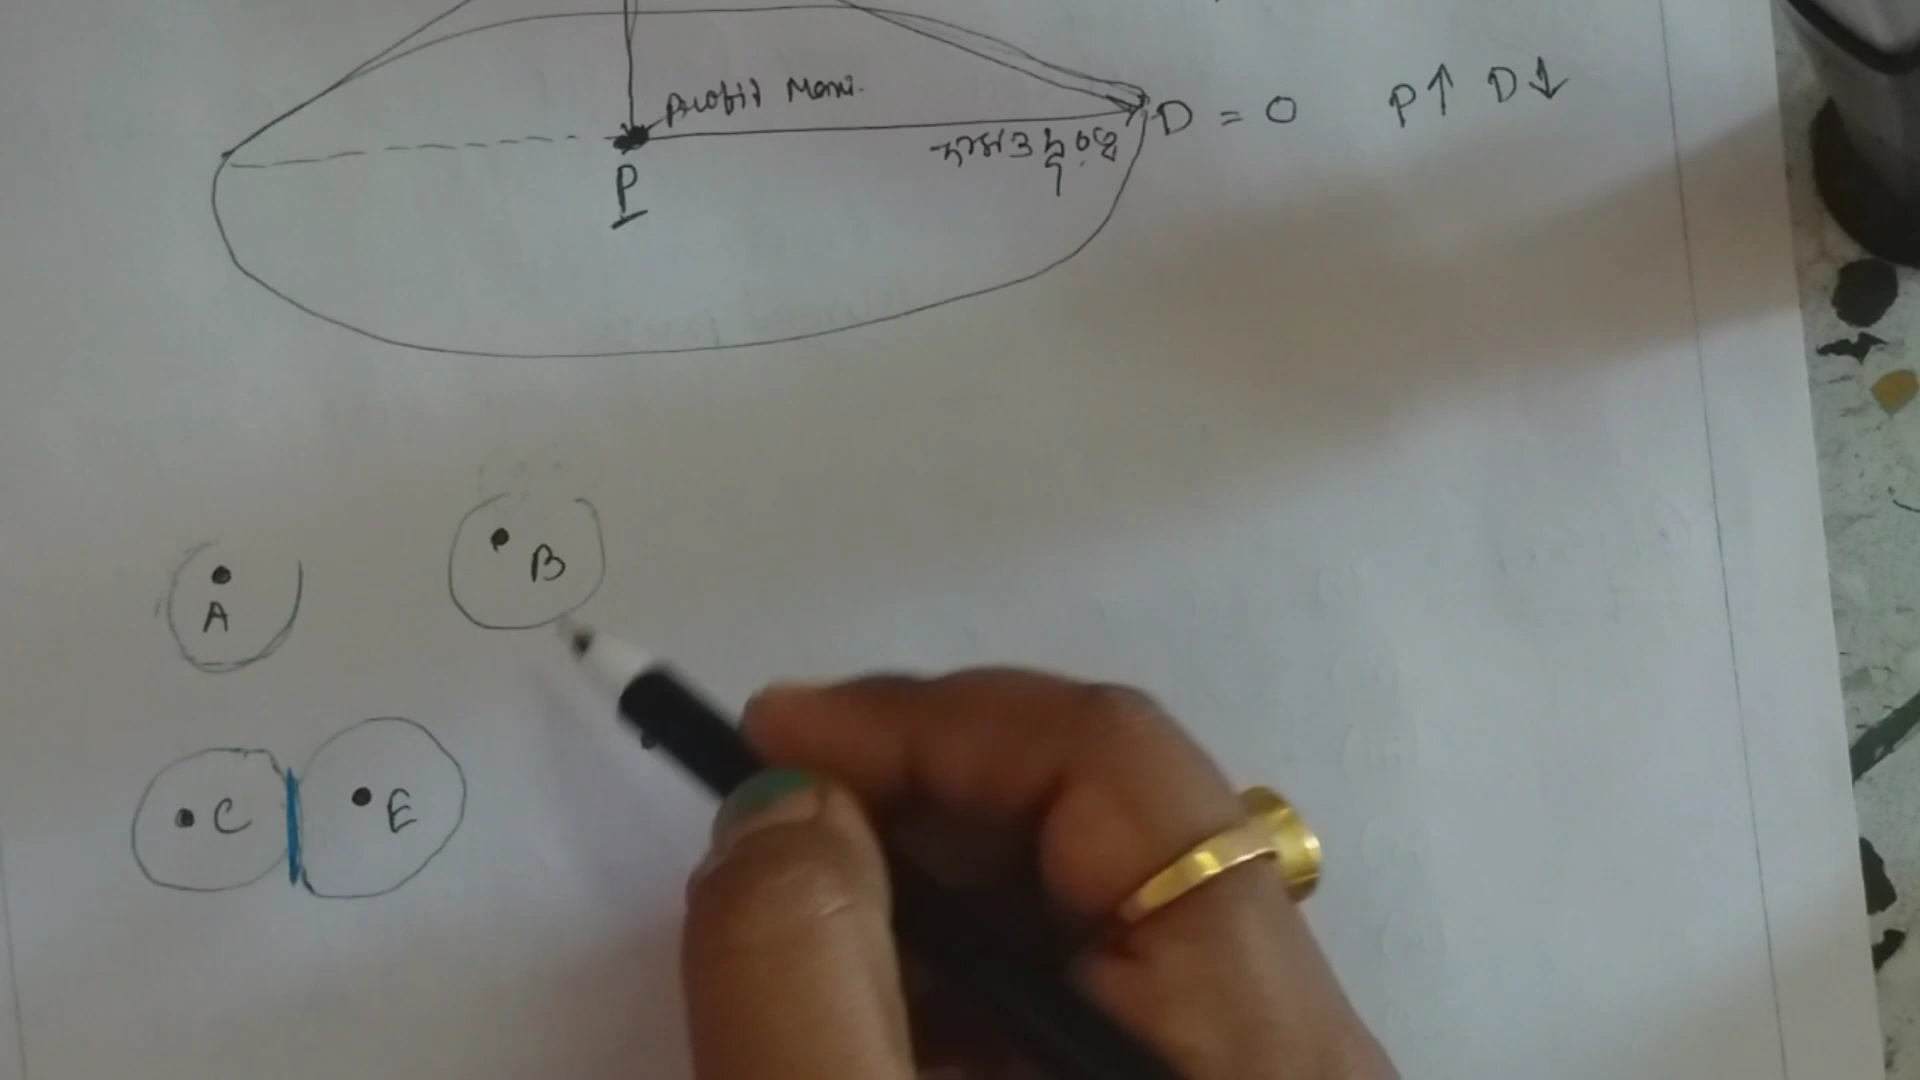 Profit Maxi.
D = 0 P↑ D↓
P
A
B
C
E